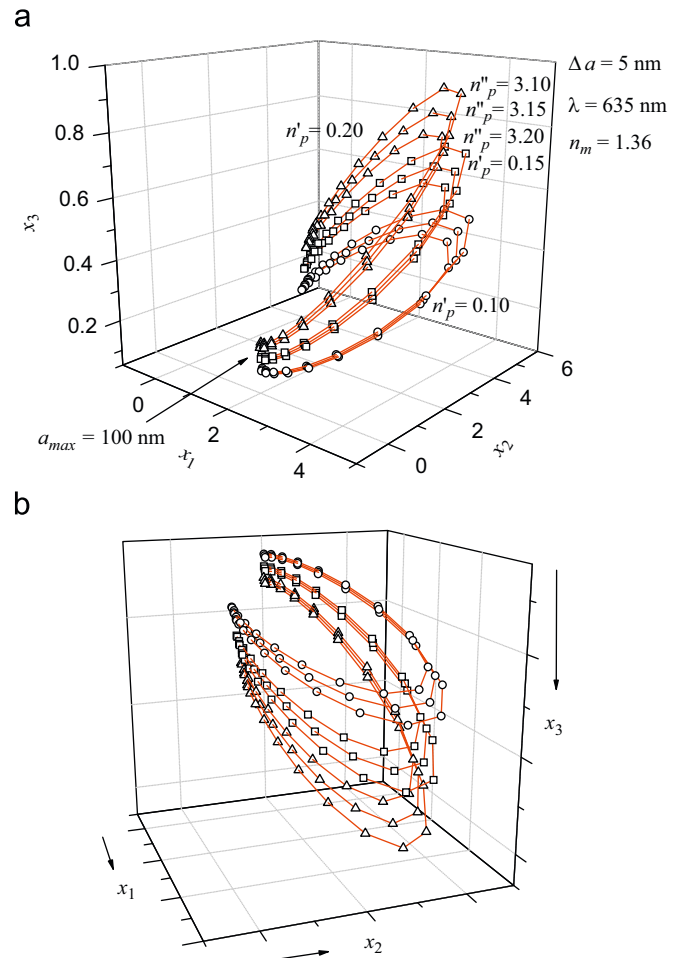 a
1.0
0.8
0.6
0.4
0.2
x3
n'p= 0.20
n''p= 3.10
n''p= 3.15
n''p= 3.20
n'p= 0.15
n'p= 0.10
Δa = 5 nm
λ = 635 nm
nm = 1.36
amax = 100 nm
0
2
4
x1
0
2
4
6
x2
b
x3
x1
x2